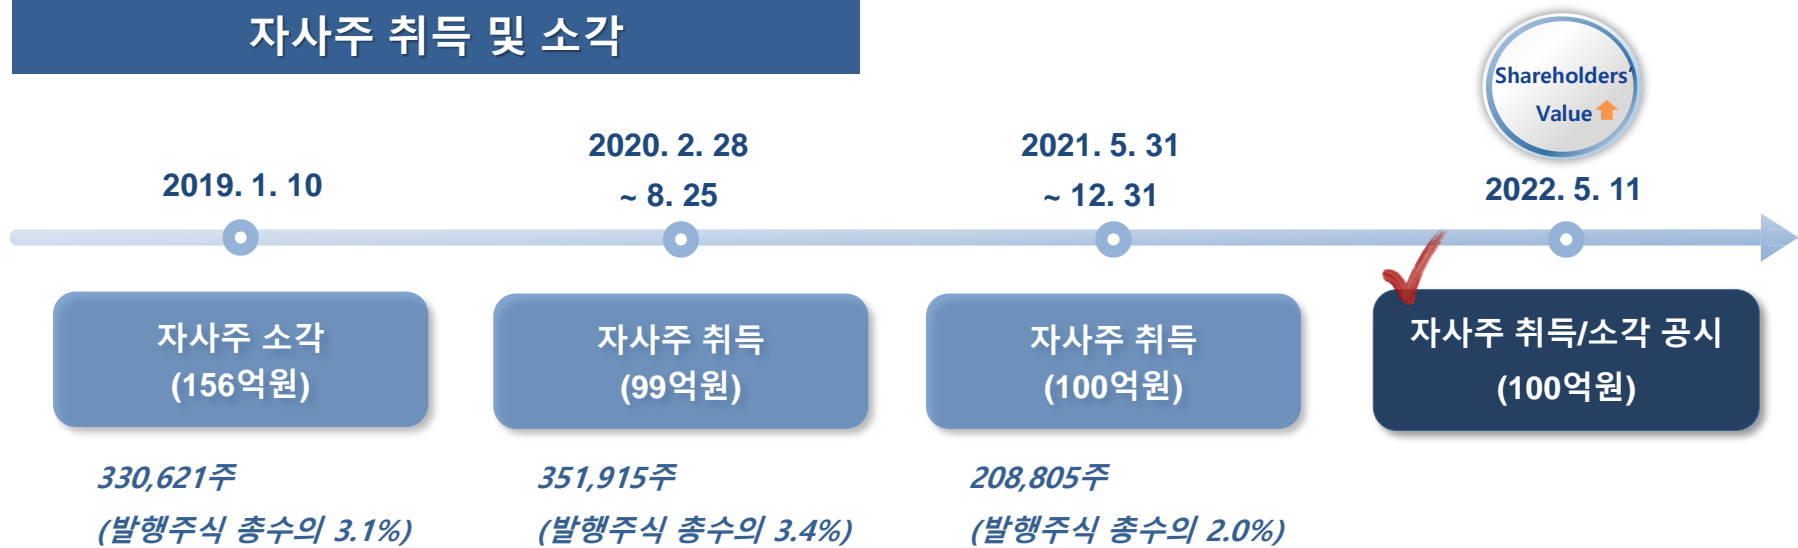 자사주 취득 및 소각
Shareholders'
Value
2019. 1. 10
2020. 2. 28
~ 8. 25
2021. 5. 31
~ 12. 31
2022. 5. 11
자사주 소각
(156억원)
자사주 취득
(99억원)
자사주 취득
(100억원)
자사주 취득/소각 공시
(100억원)
330,621주
(발행주식 총수의 3.1%)
351,915주
(발행주식 총수의 3.4%)
208,805주
(발행주식 총수의 2.0%)